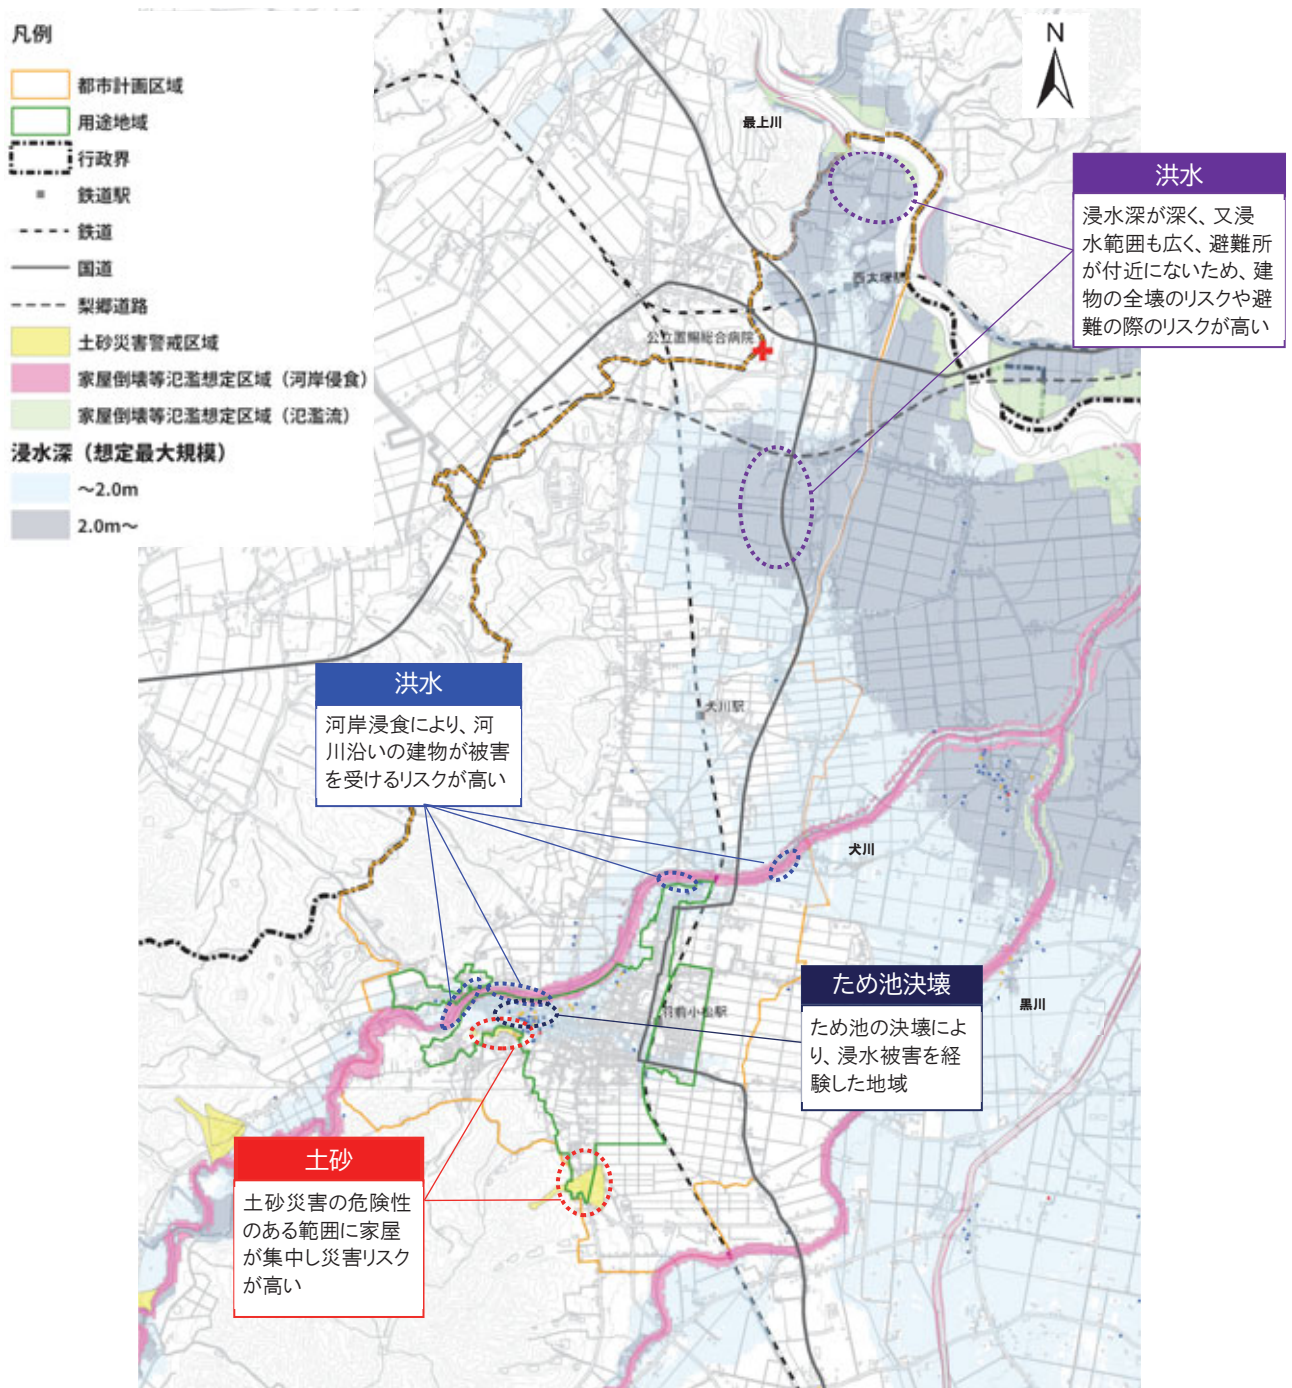 凡例
都市計画区域
用途地域
行政界
鉄道駅
鉄道
国道
梨郷道路
土砂災害警戒区域
家屋倒壊等氾濫想定区域（河岸侵食）
家屋倒壊等氾濫想定区域（氾濫流）
浸水深（想定最大規模）
～2.0m
2.0m～
N
最上川
洪水
浸水深が深く、又浸
水範囲も広く、避難所
が付近にないため、建
物の全壊のリスクや避
難の際のリスクが高い
西大塚駅
公立置賜総合病院
洪水
河岸浸食により、河
川沿いの建物が被害
を受けるリスクが高い
犬川駅
犬川
ため池決壊
ため池の決壊によ
り、浸水被害を経
験した地域
黒川
羽前小松駅
土砂
土砂災害の危険性
のある範囲に家屋
が集中し災害リスク
が高い